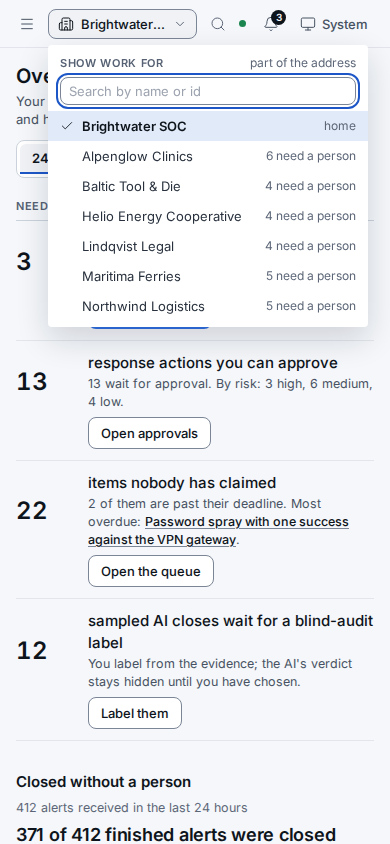 Brightwater...
3
System
Ove
Your
and h
24
NEED
SHOW WORK FOR part of the address
Search by name or id
Brightwater SOC home
Alpenglow Clinics 6 need a person
Baltic Tool & Die 4 need a person
Helio Energy Cooperative 4 need a person
Lindqvist Legal 4 need a person
Maritima Ferries 5 need a person
Northwind Logistics 5 need a person
3
13
response actions you can approve
13 wait for approval. By risk: 3 high, 6 medium,
4 low.
Open approvals
22
items nobody has claimed
2 of them are past their deadline. Most
overdue: Password spray with one success
against the VPN gateway.
Open the queue
12
sampled AI closes wait for a blind-audit
label
You label from the evidence; the AI's verdict
stays hidden until you have chosen.
Label them
Closed without a person
412 alerts received in the last 24 hours
371 of 412 finished alerts were closed